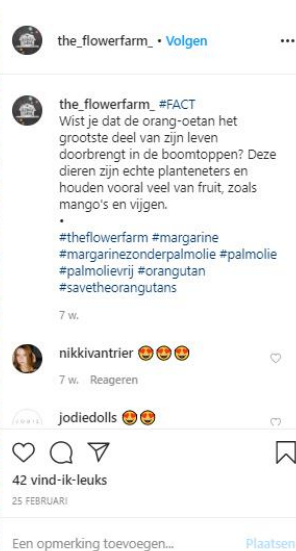 the_flowerfarm_ • Volgen
the_flowerfarm_ #FACT
Wist je dat de orang-oetan het
grootste deel van zijn leven
doorbrengt in de boomtoppen? Deze
dieren zijn echte planteneters en
houden vooral veel van fruit, zoals
mango's en vijgen.
•
#theflowerfarm #margarine
#margarinezonderpalmolie #palmolie
#palmolievrij #orangutan
#savetheorangutans
7 w.
nikkivantrier 😍😍😍
7 w. Reageren
jodiedolls 😍😍
42 vind-ik-leuks
25 FEBRUARI
Een opmerking toevoegen... Plaatsen